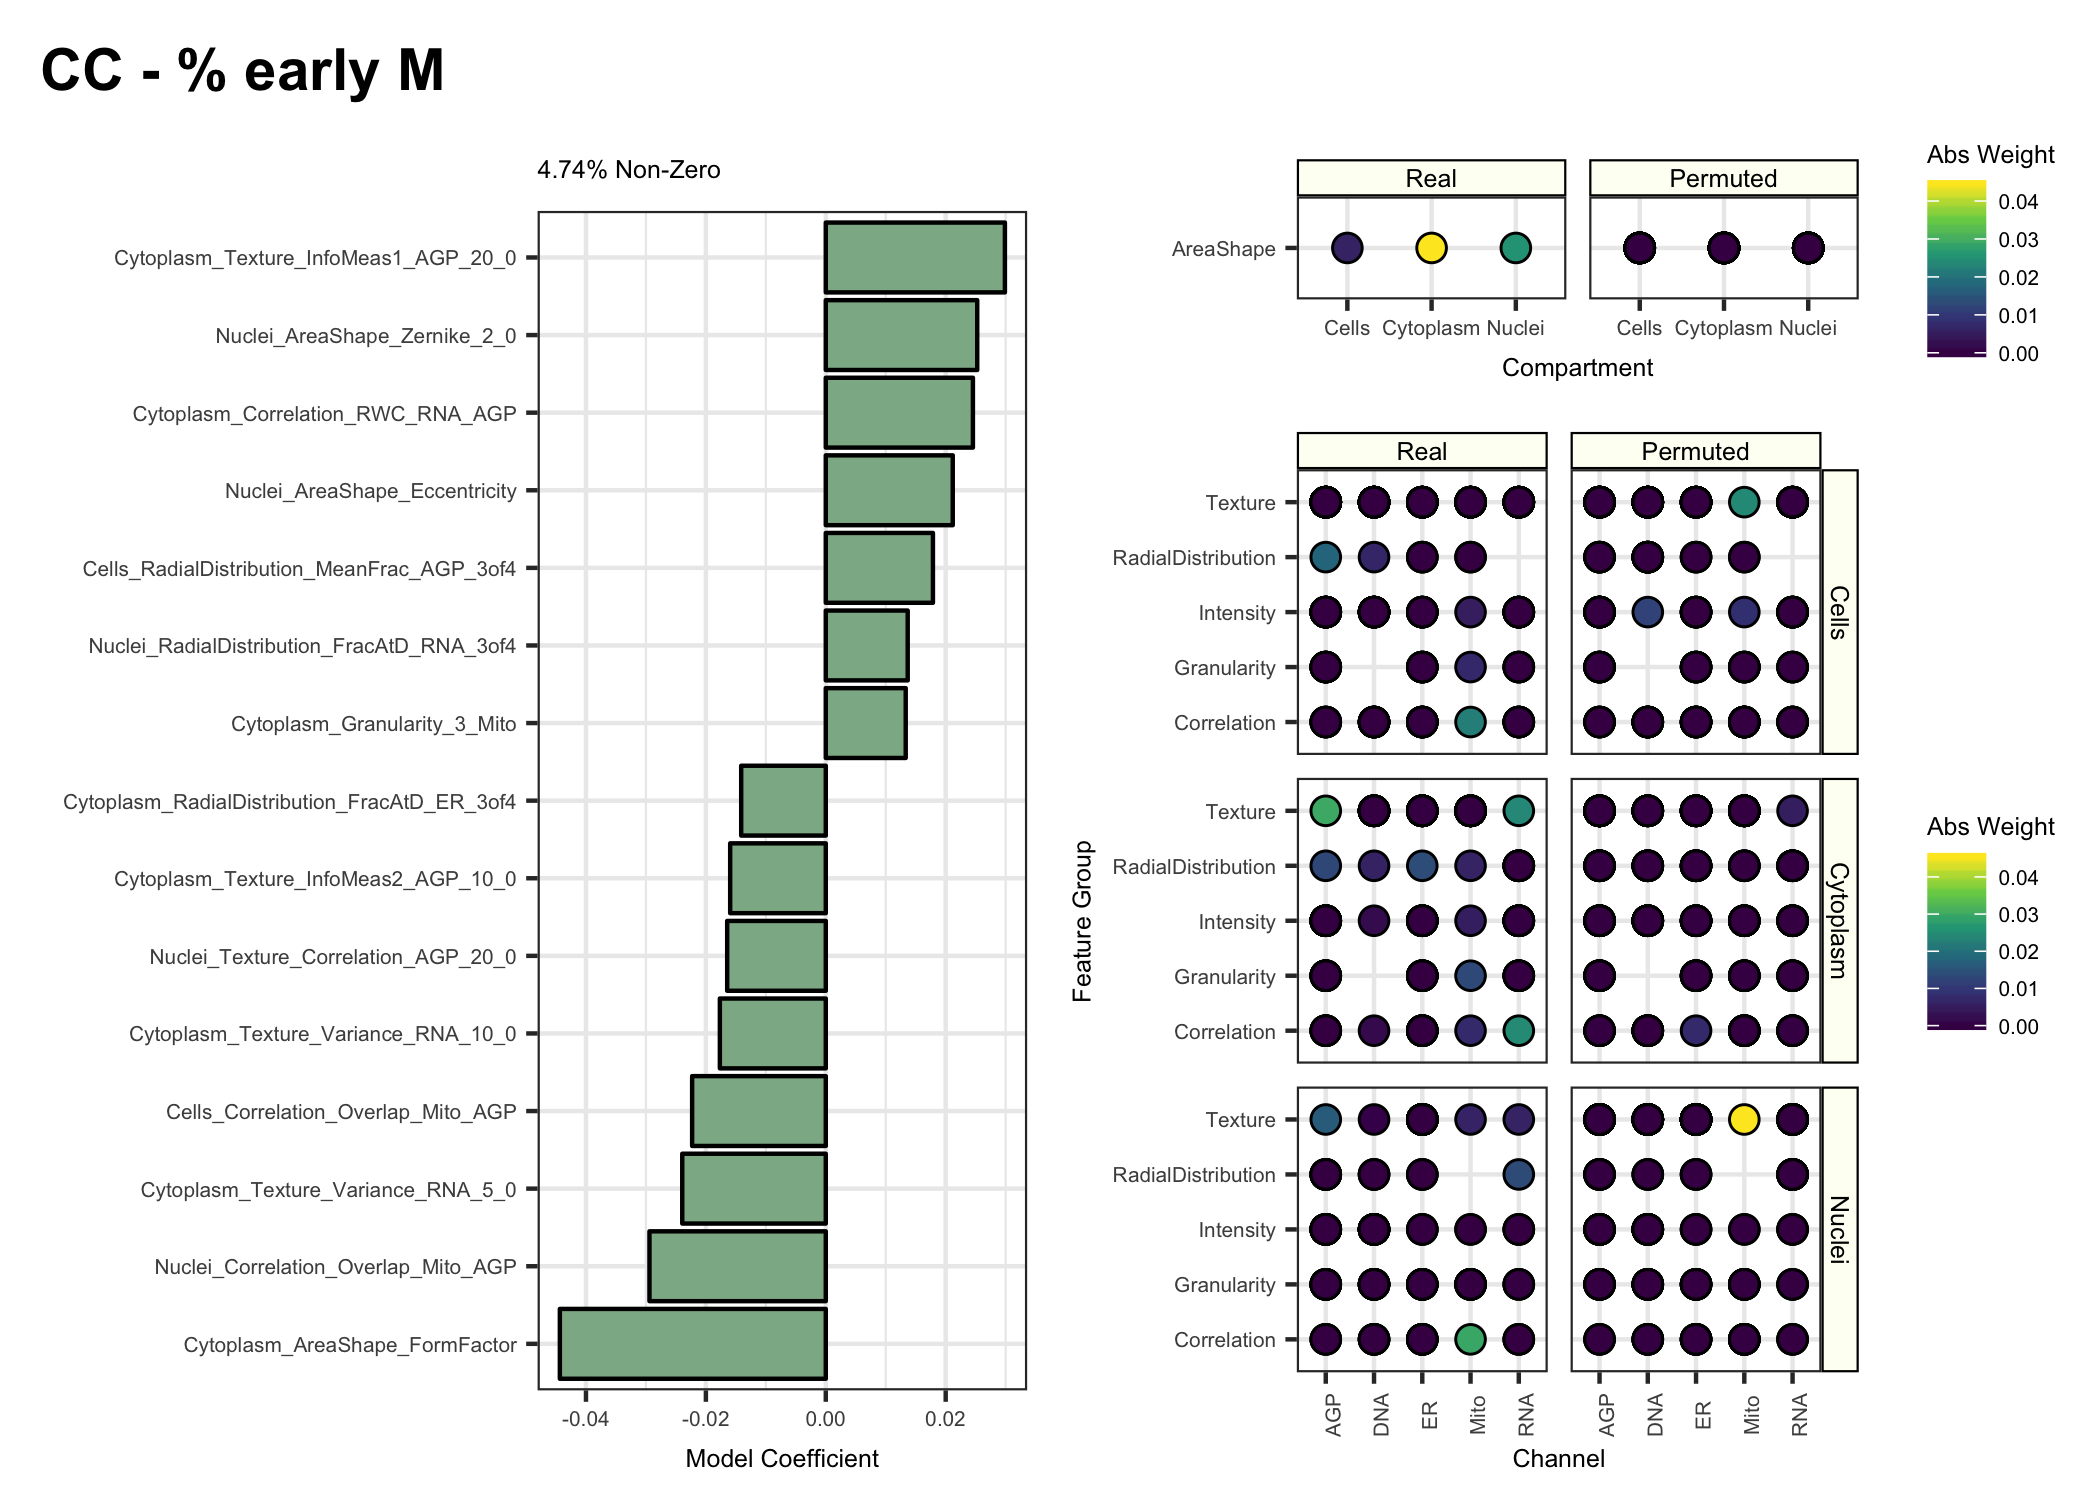 CC - % early M
4.74% Non-Zero
Cytoplasm_Texture_InfoMeas1_AGP_20_0
Nuclei_AreaShape_Zernike_2_0
Cytoplasm_Correlation_RWC_RNA_AGP
Nuclei_AreaShape_Eccentricity
Cells_RadialDistribution_MeanFrac_AGP_3of4
Nuclei_RadialDistribution_FracAtD_RNA_3of4
Cytoplasm_Granularity_3_Mito
Cytoplasm_RadialDistribution_FracAtD_ER_3of4
Cytoplasm_Texture_InfoMeas2_AGP_10_0
Nuclei_Texture_Correlation_AGP_20_0
Cytoplasm_Texture_Variance_RNA_10_0
Cells_Correlation_Overlap_Mito_AGP
Cytoplasm_Texture_Variance_RNA_5_0
Nuclei_Correlation_Overlap_Mito_AGP
Cytoplasm_AreaShape_FormFactor
-0.04 -0.02 0.00 0.02
Model Coefficient
Real Permuted
AreaShape
Cells Cytoplasm Nuclei Cells Cytoplasm Nuclei
Compartment
Abs Weight
0.04
0.03
0.02
0.01
0.00
Feature Group
Real Permuted
Texture
RadialDistribution
Intensity
Granularity
Correlation
Cells
Texture
RadialDistribution
Intensity
Granularity
Correlation
Cytoplasm
Texture
RadialDistribution
Intensity
Granularity
Correlation
Nuclei
AGP DNA ER Mito RNA AGP DNA ER Mito RNA
Channel
Abs Weight
0.04
0.03
0.02
0.01
0.00